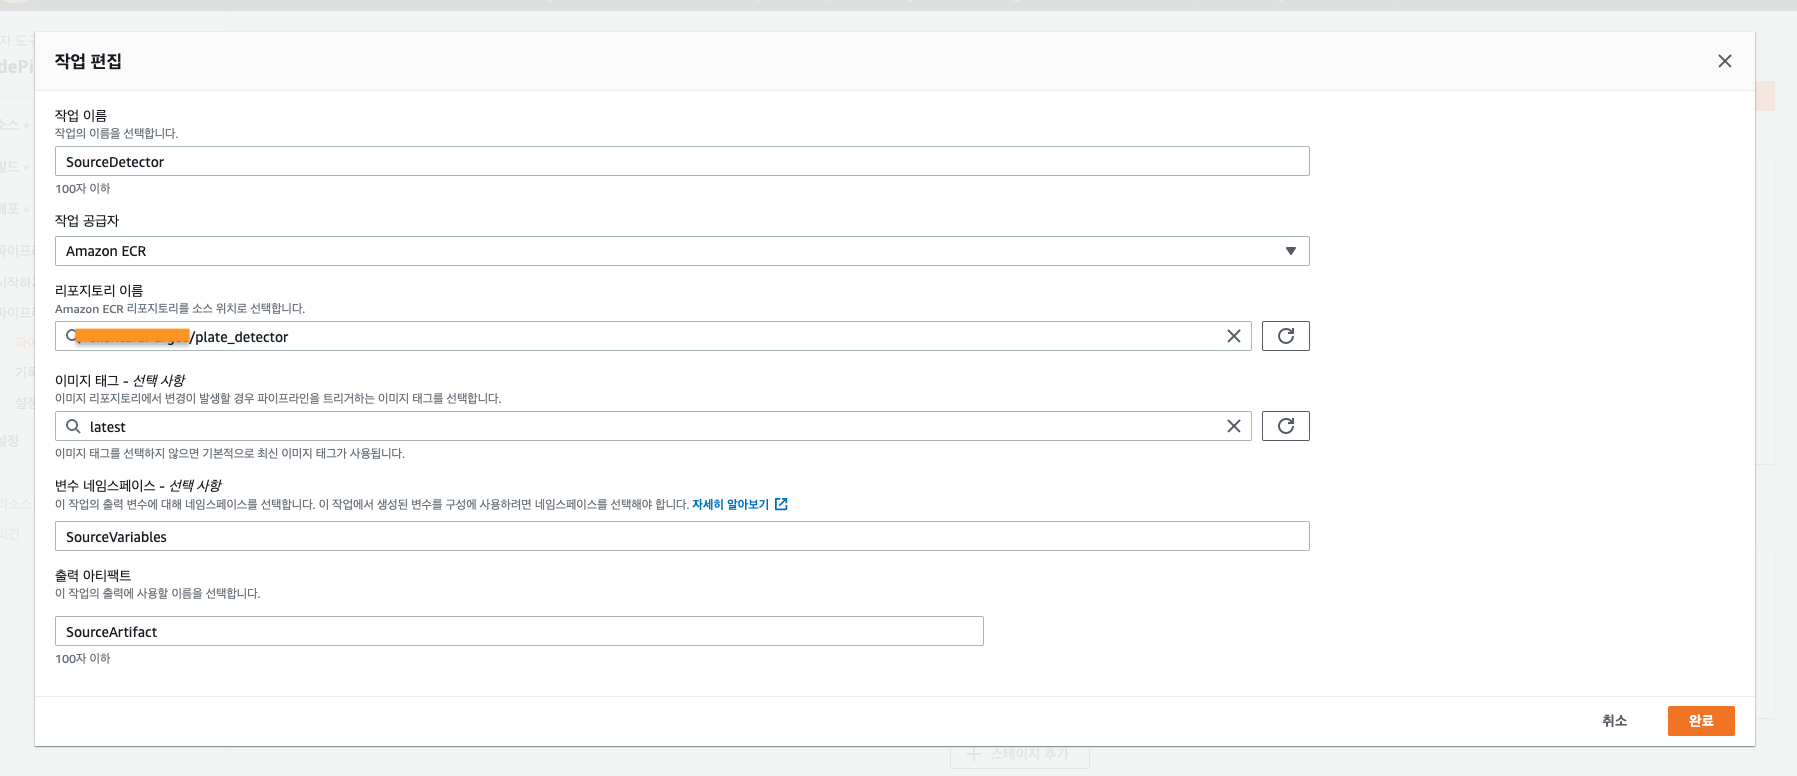 작업 편집
작업 이름
작업의 이름을 선택합니다.
SourceDetector
100자 이하
작업 공급자
Amazon ECR
리포지토리 이름
Amazon ECR 리포지토리를 소스 위치로 선택합니다.
/plate_detector
이미지 태그 - 선택 사항
이미지 리포지토리에서 변경이 발생할 경우 파이프라인을 트리거하는 이미지 태그를 선택합니다.
latest
이미지 태그를 선택하지 않으면 기본적으로 최신 이미지 태그가 사용됩니다.
변수 네임스페이스 - 선택 사항
이 작업의 출력 변수에 대해 네임스페이스를 선택합니다. 이 작업에서 생성된 변수를 구성에 사용하려면 네임스페이스를 선택해야 합니다. 자세히 알아보기
SourceVariables
출력 아티팩트
이 작업의 출력에 사용할 이름을 선택합니다.
SourceArtifact
100자 이하
취소 완료
스테이지 추가